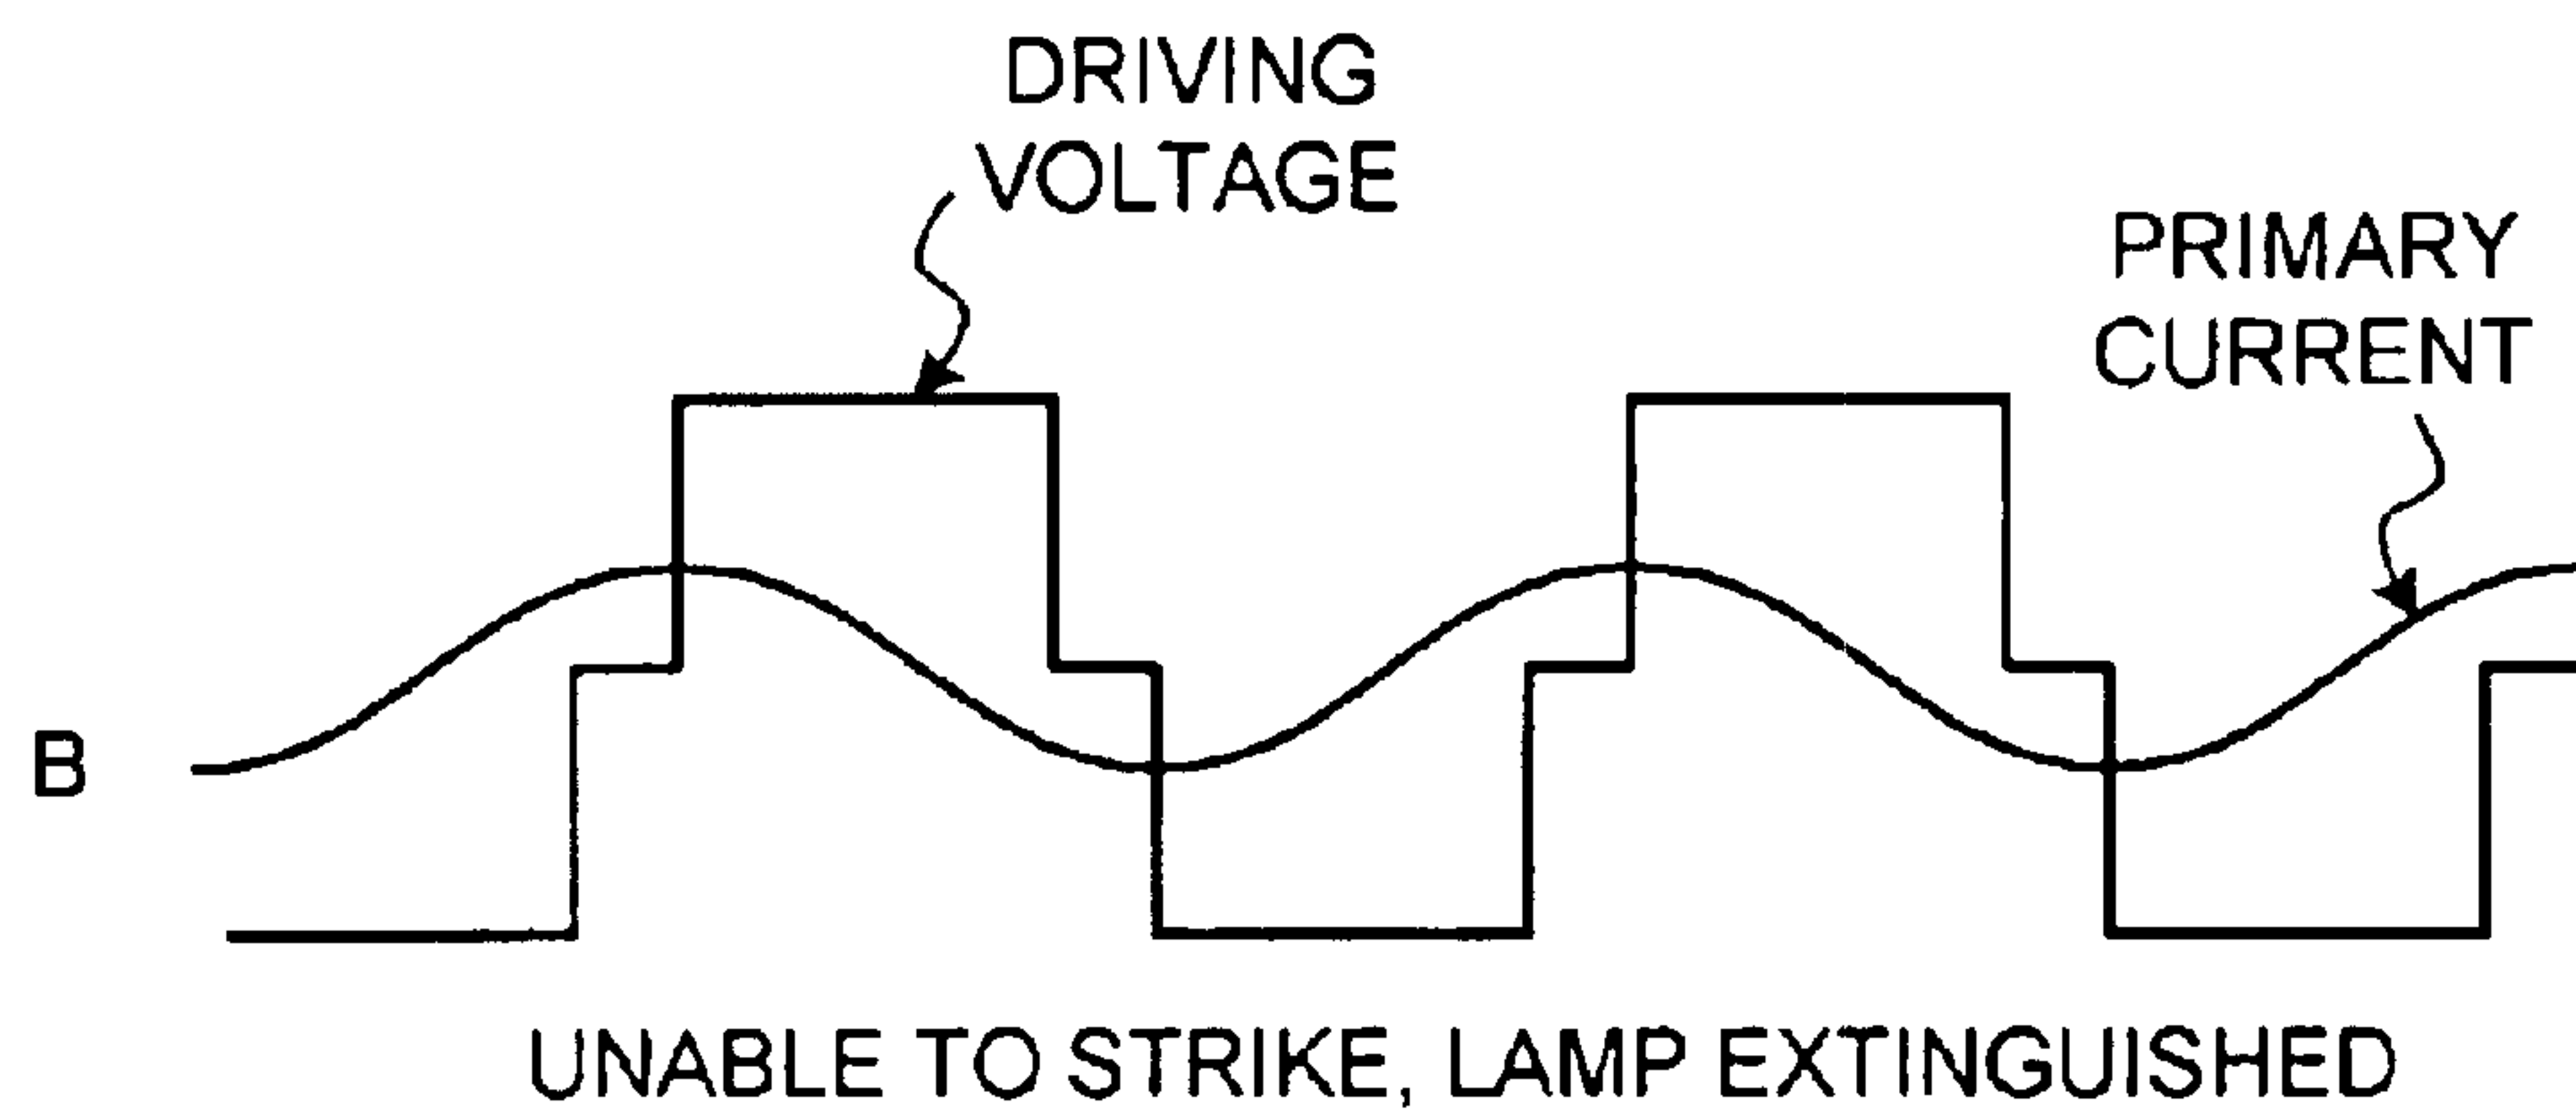 DRIVING
VOLTAGE
PRIMARY
CURRENT
B
UNABLE TO STRIKE, LAMP EXTINGUISHED